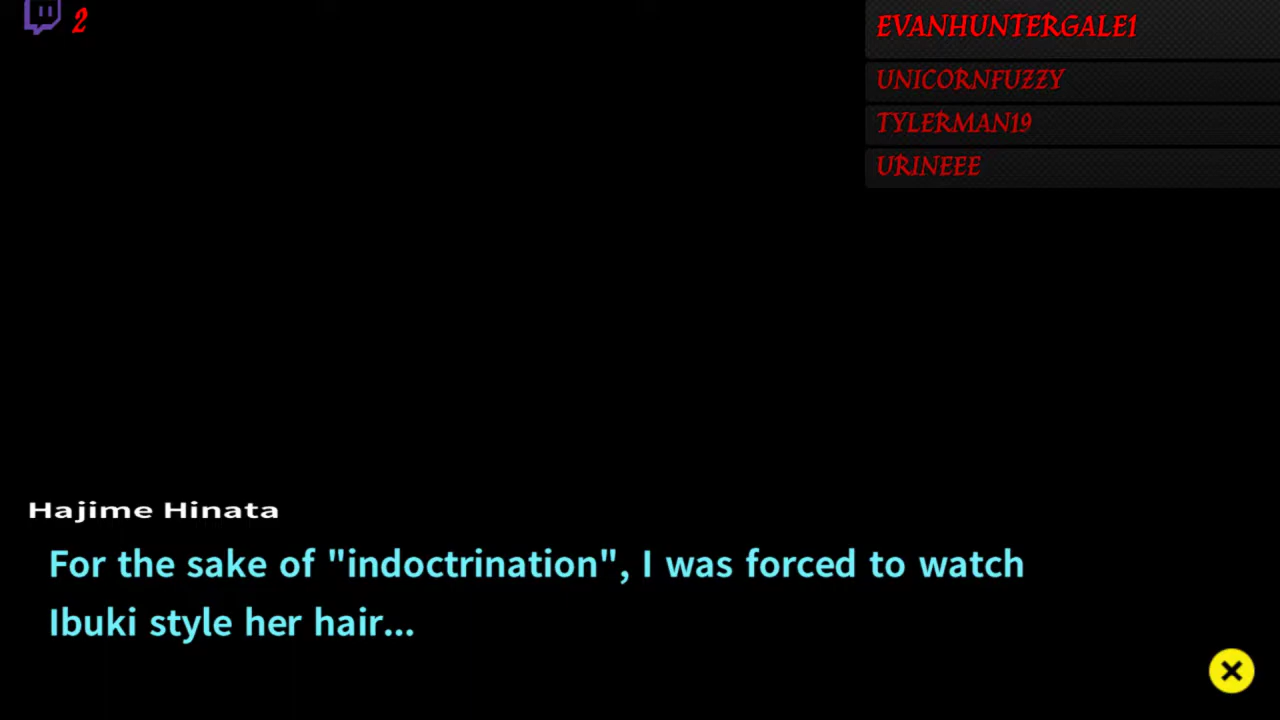 2
EVANHUNTERGALE1
UNICORNFUZZY
TYLERMAN19
URINEEE
Hajime Hinata
For the sake of "indoctrination", I was forced to watch
Ibuki style her hair...